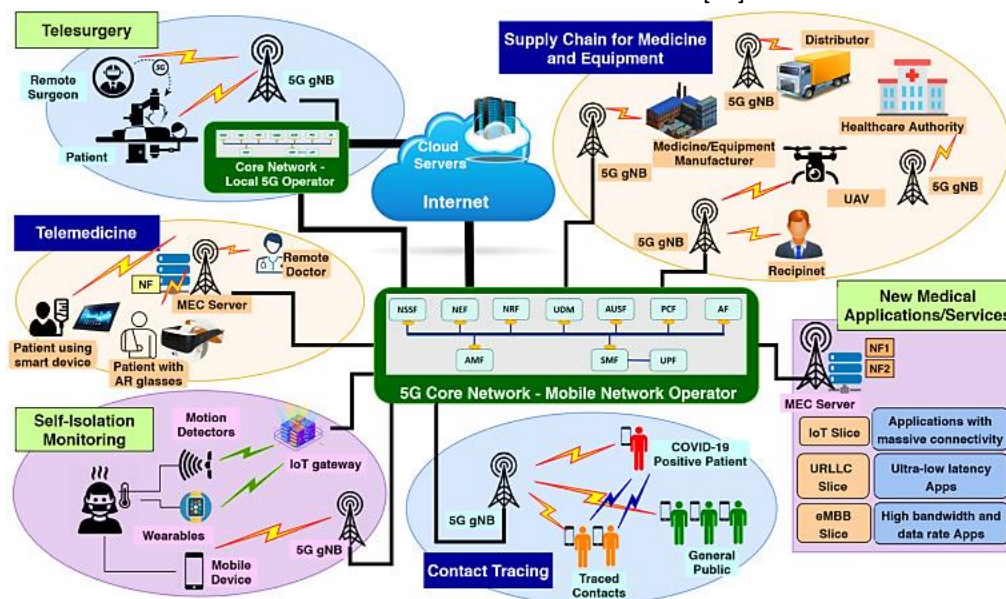 Telesurgery
Remote
Surgeon
5G
5G gNB
Patient
Core Network -
Local 5G Operator
Cloud
Servers
Internet
Supply Chain for Medicine
and Equipment
Distributor
5G gNB
Healthcare Authority
Medicine/Equipment
Manufacturer
5G gNB
UAV
5G gNB
5G gNB
Recipinet
Telemedicine
NF
MEC Server
Remote
Doctor
Patient using
smart device
Patient with
AR glasses
NSSF
NEF
NRF
UDM
AUSF
PCF
AF
AMF
SMF
UPF
5G Core Network - Mobile Network Operator
New Medical
Applications/Services
NF1
NF2
MEC Server
IoT Slice
Applications with
massive connectivity
URLLC
Slice
Ultra-low latency
Apps
eMBB
Slice
High bandwidth and
data rate Apps
Self-Isolation
Monitoring
Motion
Detectors
IoT gateway
Wearables
5G gNB
Mobile
Device
COVID-19
Positive Patient
5G gNB
Contact Tracing
Traced
Contacts
General
Public